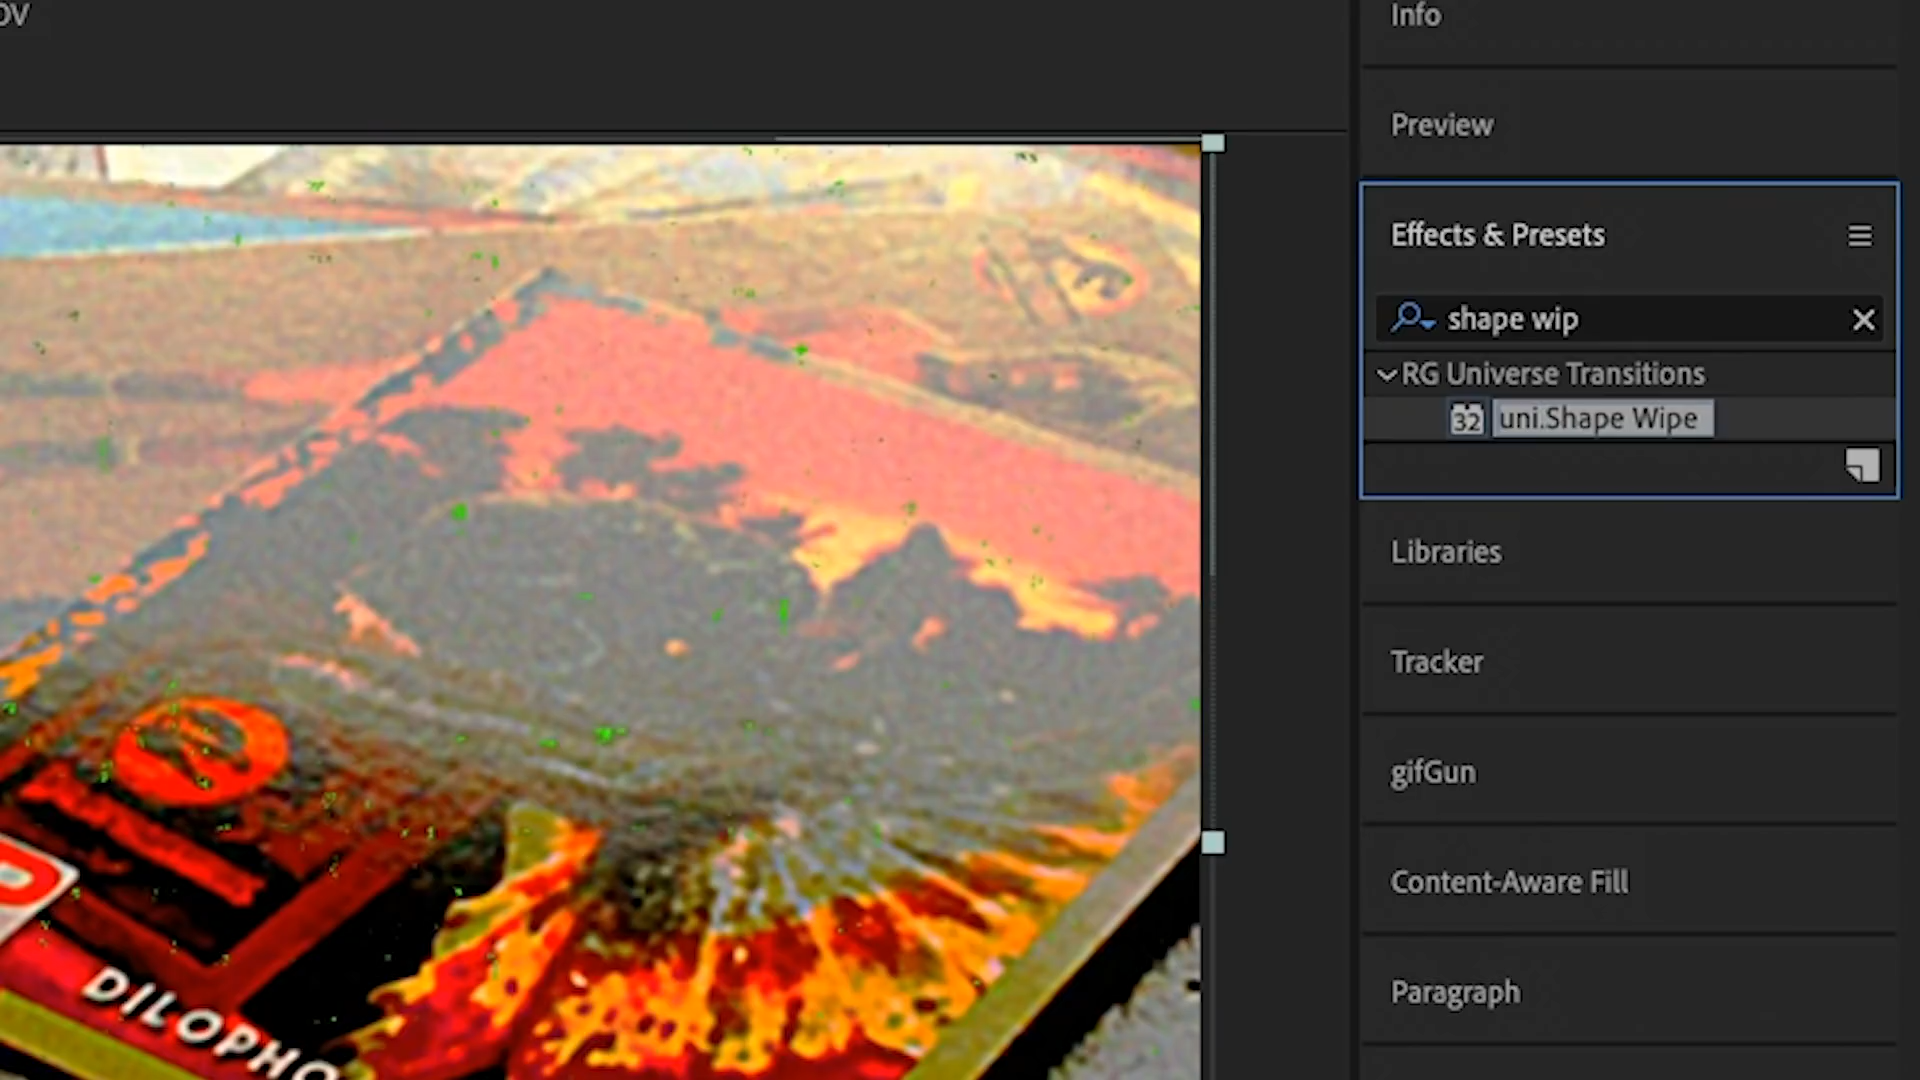 OV
Info
Preview
Effects & Presets
shape wip
RG Universe Transitions
32 uni.Shape Wipe
Libraries
Tracker
gifGun
Content-Aware Fill
Paragraph
DILOPHO